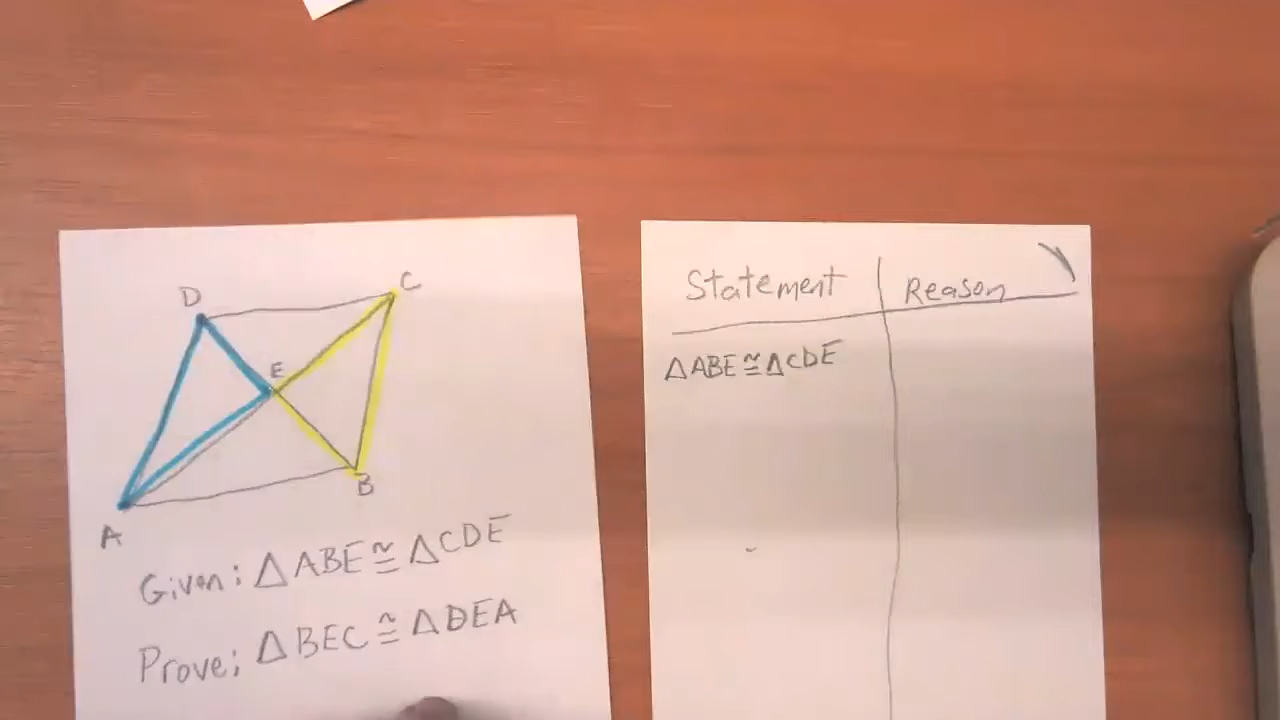 D
C
E
B
A
Given; △ABE≅△CDE
Prove; △BEC≅△DEA
Statement Reason
△ABE≅△CDE